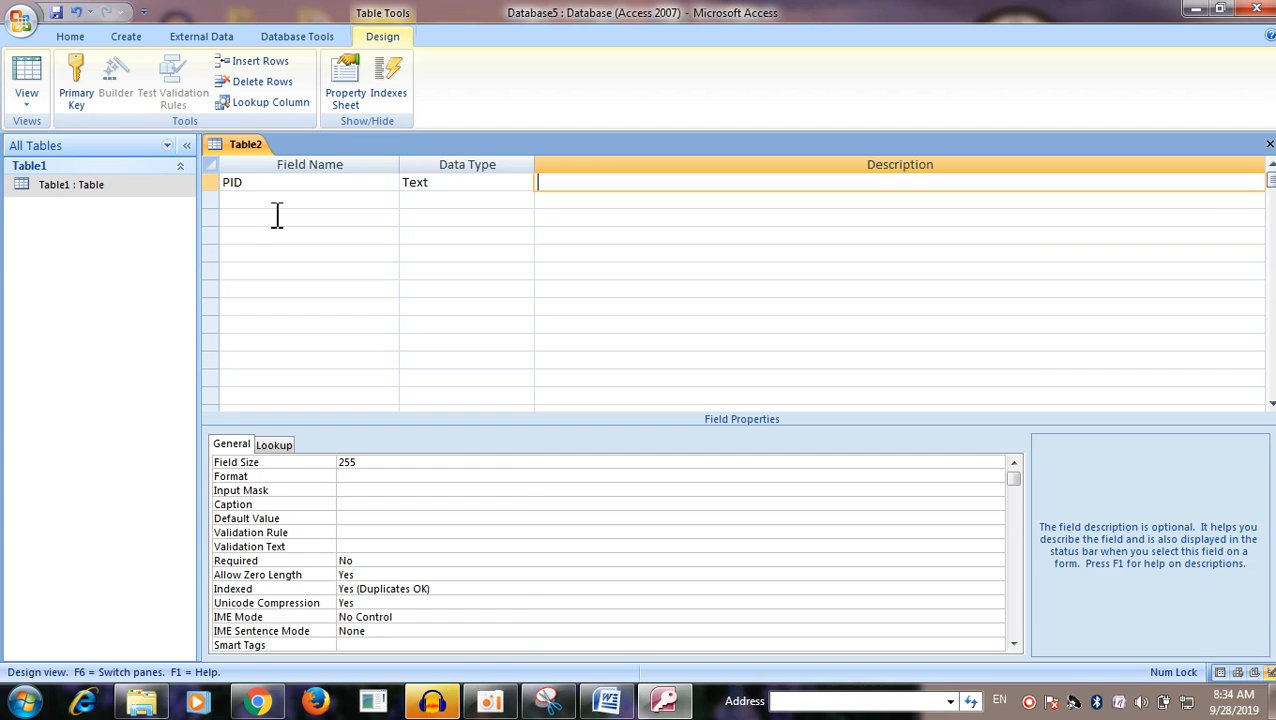 Table Tools
Database5 : Database (Access 2007) - Microsoft Access
Home
Create
External Data
Database Tools
Design
View
Primary Key
Builder
Test Validation Rules
Insert Rows
Delete Rows
Lookup Column
Property Sheet
Indexes
Views
Tools
Show/Hide
All Tables
Table1
Table1 : Table
Table2
Field Name
Data Type
Description
PID
Text
Field Properties
General
Lookup
Field Size 255
Format
Input Mask
Caption
Default Value
Validation Rule
Validation Text
Required No
Allow Zero Length Yes
Indexed Yes (Duplicates OK)
Unicode Compression Yes
IME Mode No Control
IME Sentence Mode None
Smart Tags
The field description is optional. It helps you
describe the field and is also displayed in the
status bar when you select this field on a
form. Press F1 for help on descriptions.
Design view. F6 = Switch panes. F1 = Help.
Num Lock
Address
EN
8:34 AM
9/28/2019